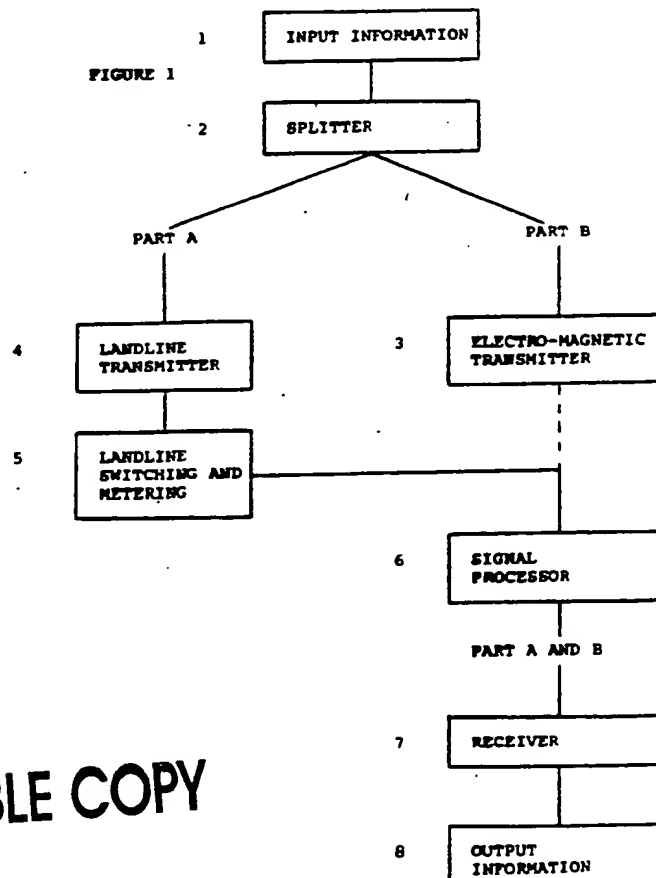 1 INPUT INFORMATION
FIGURE 1
2 SPLITTER
PART A PART B
4 LANDLINE TRANSMITTER
3 ELECTRO-MAGNETIC TRANSMITTER
5 LANDLINE SWITCHING AND METERING
6 SIGNAL PROCESSOR
PART A AND B
7 RECEIVER
COPY
8 OUTPUT INFORMATION